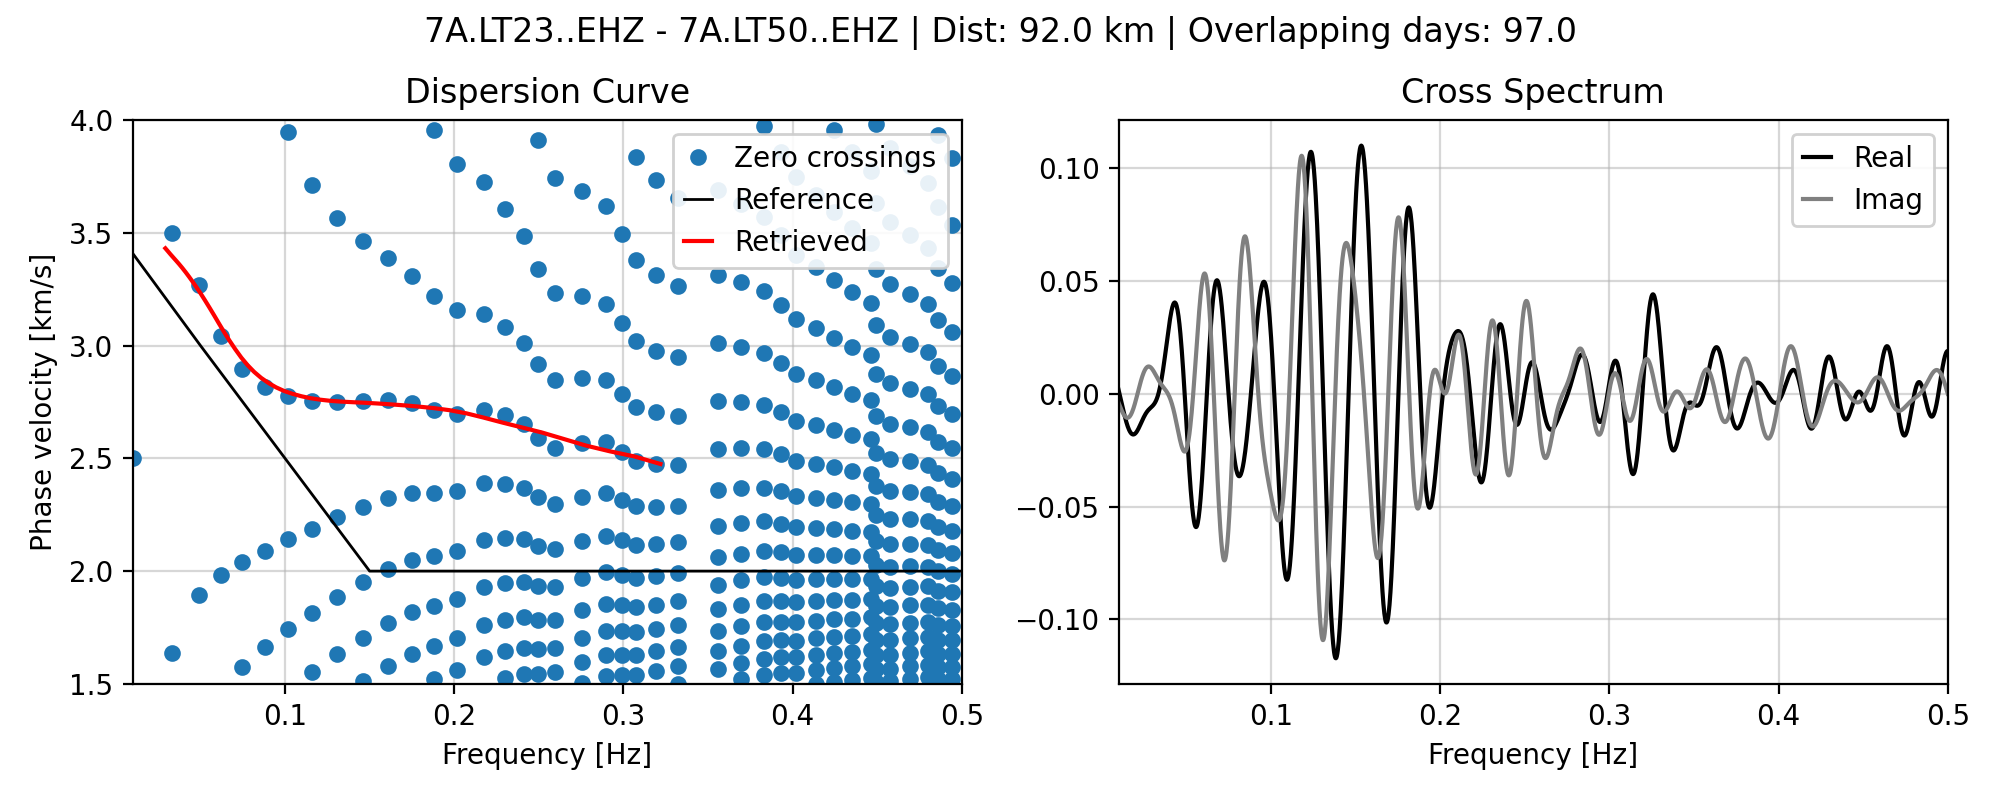 7A.LT23..EHZ - 7A.LT50..EHZ | Dist: 92.0 km | Overlapping days: 97.0
Dispersion Curve
4.0
3.5
3.0
2.5
2.0
1.5
Phase velocity [km/s]
0.1
0.2
0.3
0.4
0.5
Frequency [Hz]
Zero crossings
Reference
Retrieved
Cross Spectrum
0.10
0.05
0.00
−0.05
−0.10
0.1
0.2
0.3
0.4
0.5
Frequency [Hz]
Real
Imag